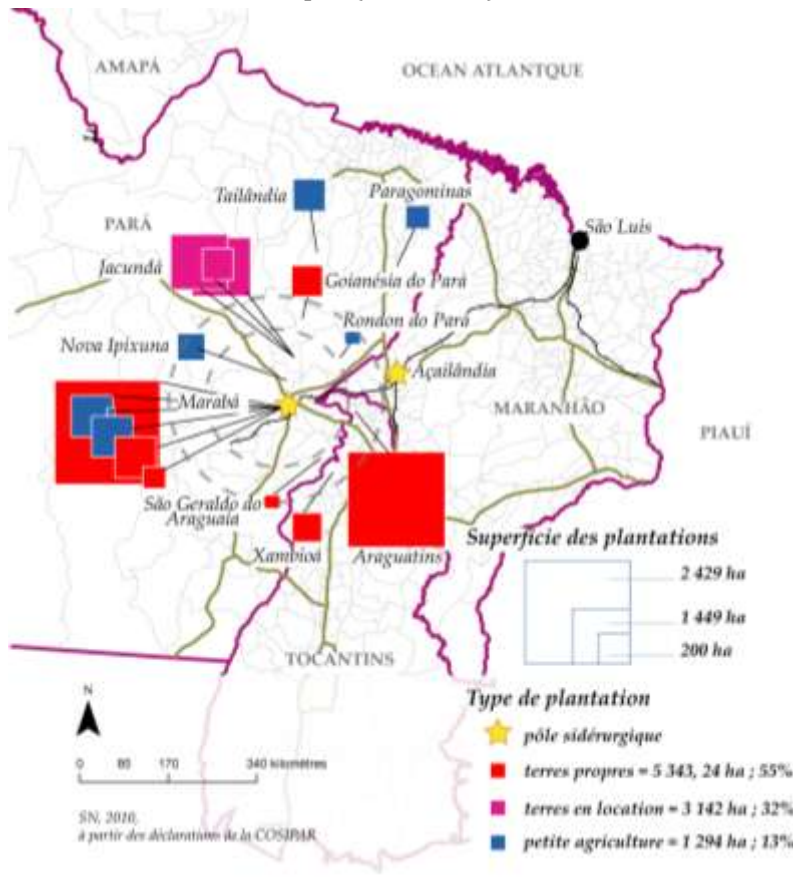 AMAPÁ
OCEAN ATLANTQUE
Tailândia
Paragominas
PARÁ
São Luis
Jacundá
Goianésia do Pará
Rondon do Pará
Nova Ipixuna
Açailândia
Marabá
MARANHÃO
PIAUÍ
São Geraldo do
Araguaia
Xambioá
Araguatins
TOCANTINS
Superficie des plantations
2 429 ha
1 449 ha
200 ha
Type de plantation
pôle sidérurgique
terres propres = 5 343, 24 ha ; 55%
terres en location = 3 142 ha ; 32%
petite agriculture = 1 294 ha ; 13%
N
0 85 170 340 kilomètres
SN, 2010,
à partir des déclarations de la COSIPAR